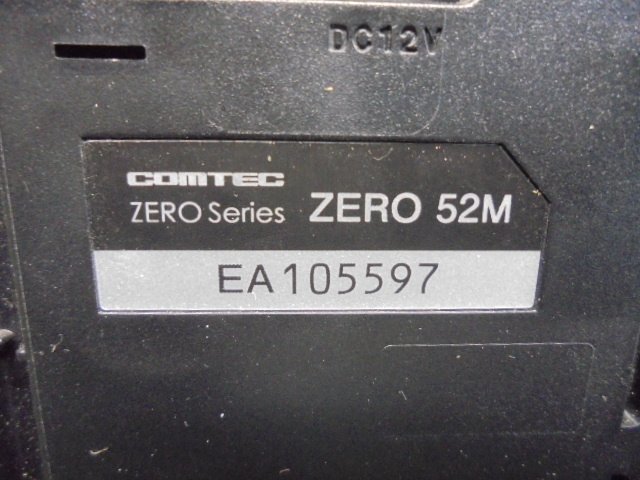 DC12V
COMTEC
ZERO Series ZERO 52M
EA105597